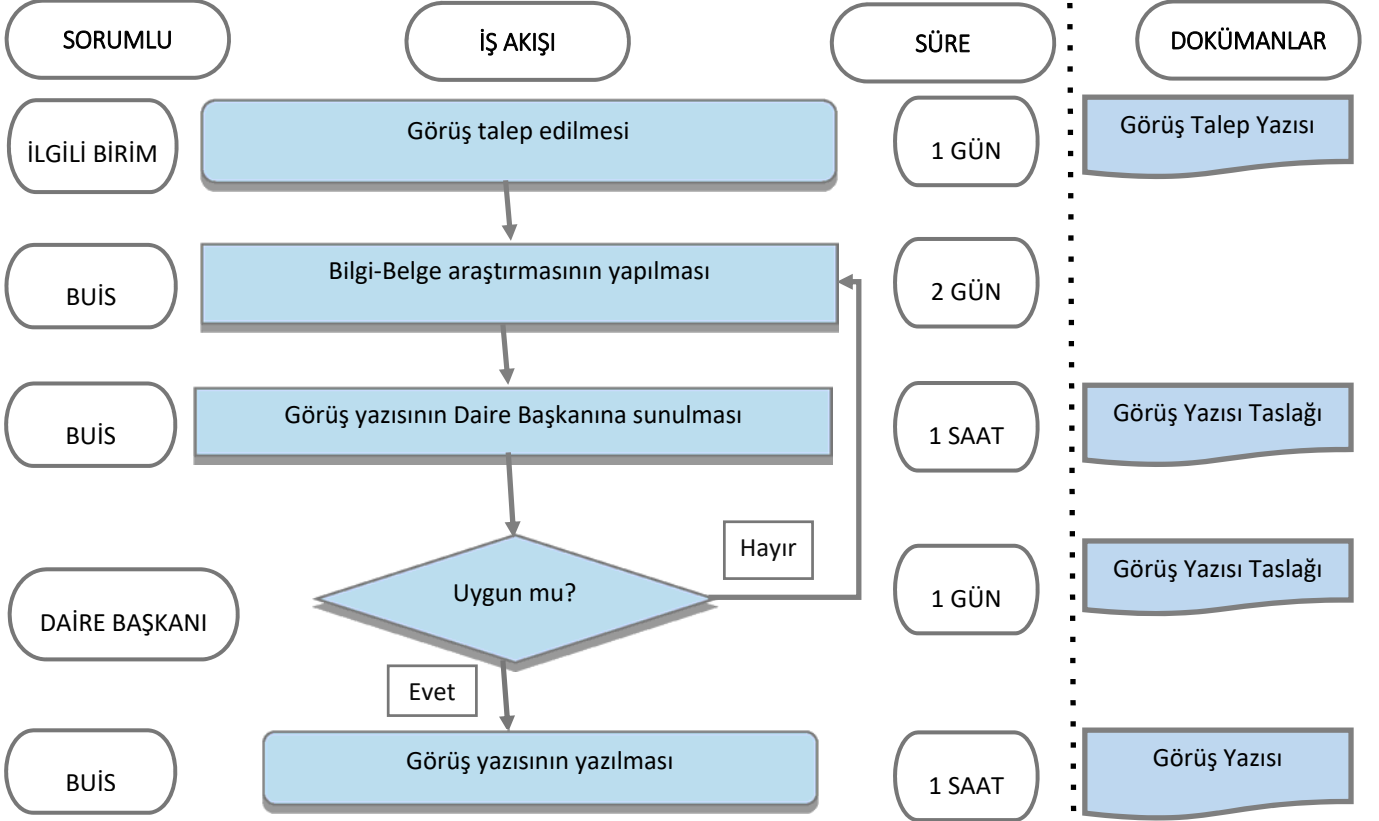 SORUMLU
İŞ AKIŞI
SÜRE
DOKÜMANLAR
İLGİLİ BİRİM
Görüş talep edilmesi
1 GÜN
Görüş Talep Yazısı
BUİS
Bilgi-Belge araştırmasının yapılması
2 GÜN
BUİS
Görüş yazısının Daire Başkanına sunulması
1 SAAT
Görüş Yazısı Taslağı
DAİRE BAŞKANI
Uygun mu?
Hayır
1 GÜN
Görüş Yazısı Taslağı
Evet
BUİS
Görüş yazısının yazılması
1 SAAT
Görüş Yazısı